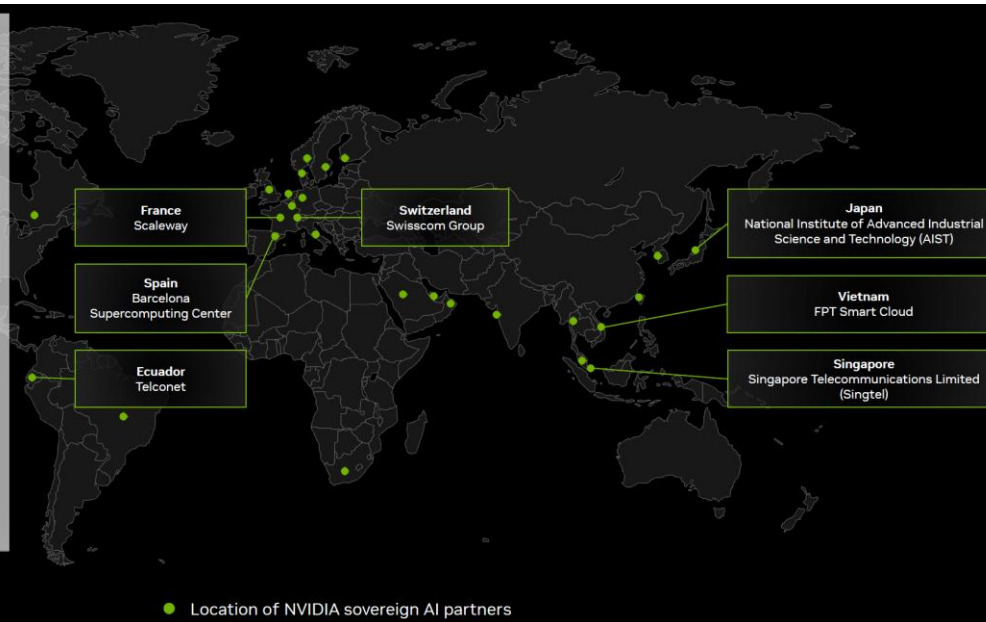 France
Scaleway
Switzerland
Swisscom Group
Japan
National Institute of Advanced Industrial
Science and Technology (AIST)
Spain
Barcelona
Supercomputing Center
Vietnam
FPT Smart Cloud
Ecuador
Telconet
Singapore
Singapore Telecommunications Limited
(Singtel)
Location of NVIDIA sovereign AI partners